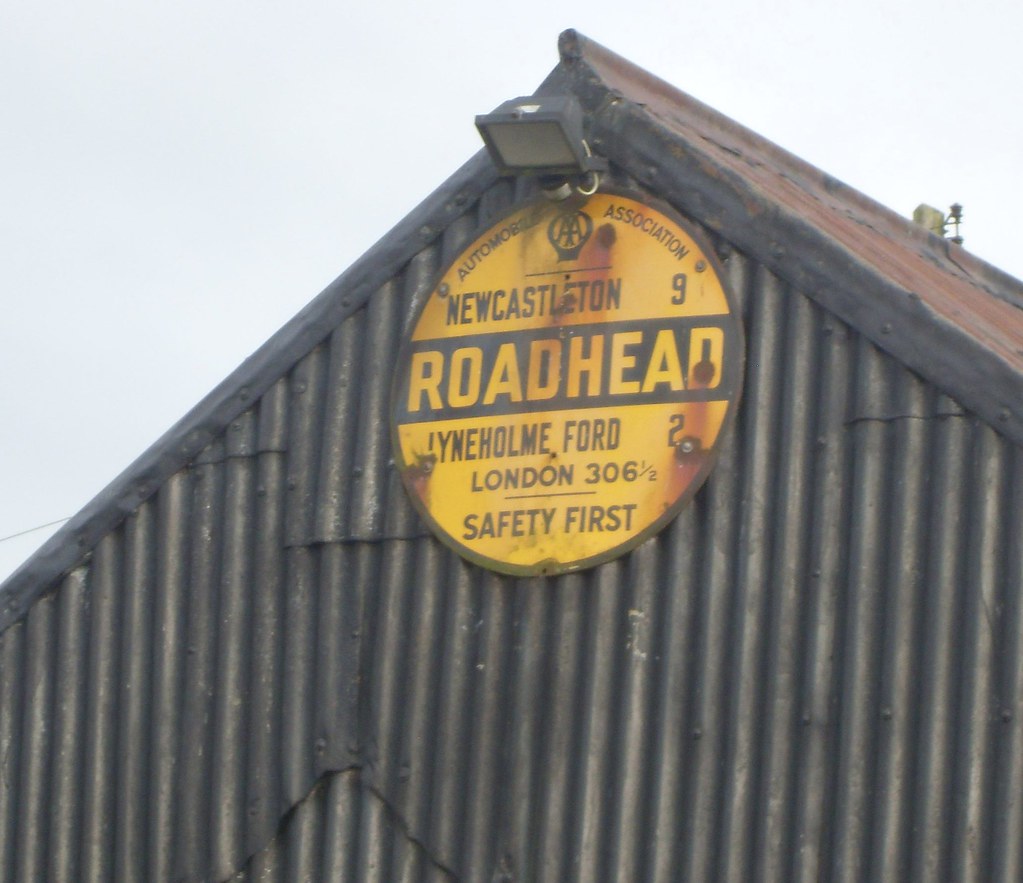 AUTOMOBILE AA ASSOCIATION
NEWCASTLETON 9
ROADHEAD
LYNEHOLME FORD 2
LONDON 306½
SAFETY FIRST